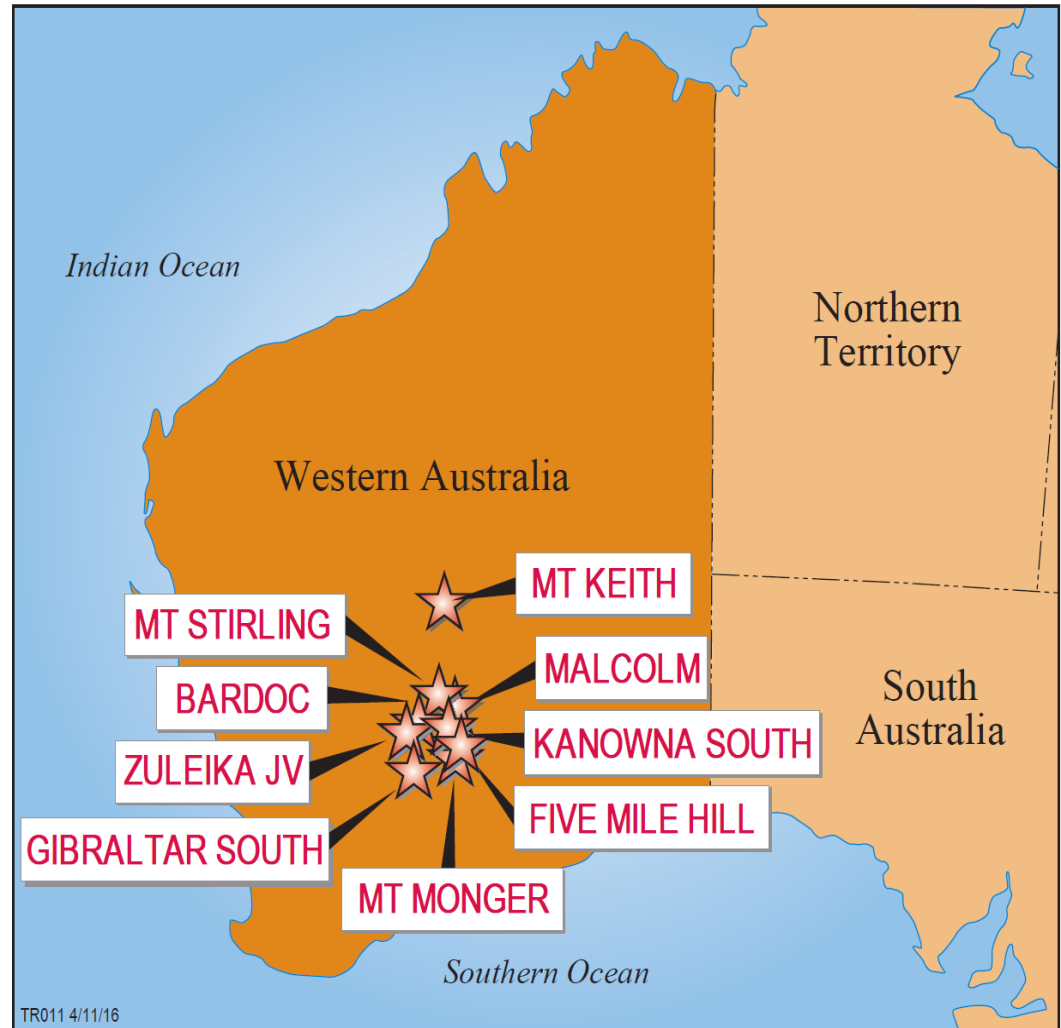 Indian Ocean
Northern
Territory
Western Australia
MT KEITH
MT STIRLING
MALCOLM
BARDOC
South
Australia
KANOWNA SOUTH
ZULEIKA JV
FIVE MILE HILL
GIBRALTAR SOUTH
MT MONGER
Southern Ocean
TR011 4/11/16